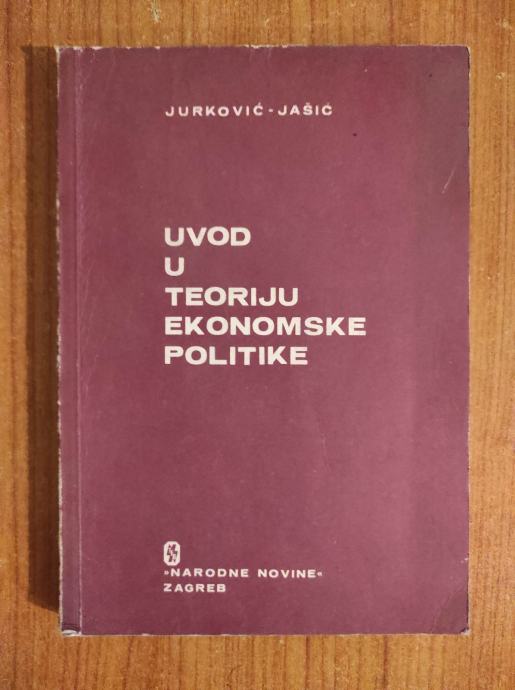 JURKOVIĆ-JAŠIĆ
UVOD
U
TEORIJU
EKONOMSKE
POLITIKE
»NARODNE NOVINE«
ZAGREB